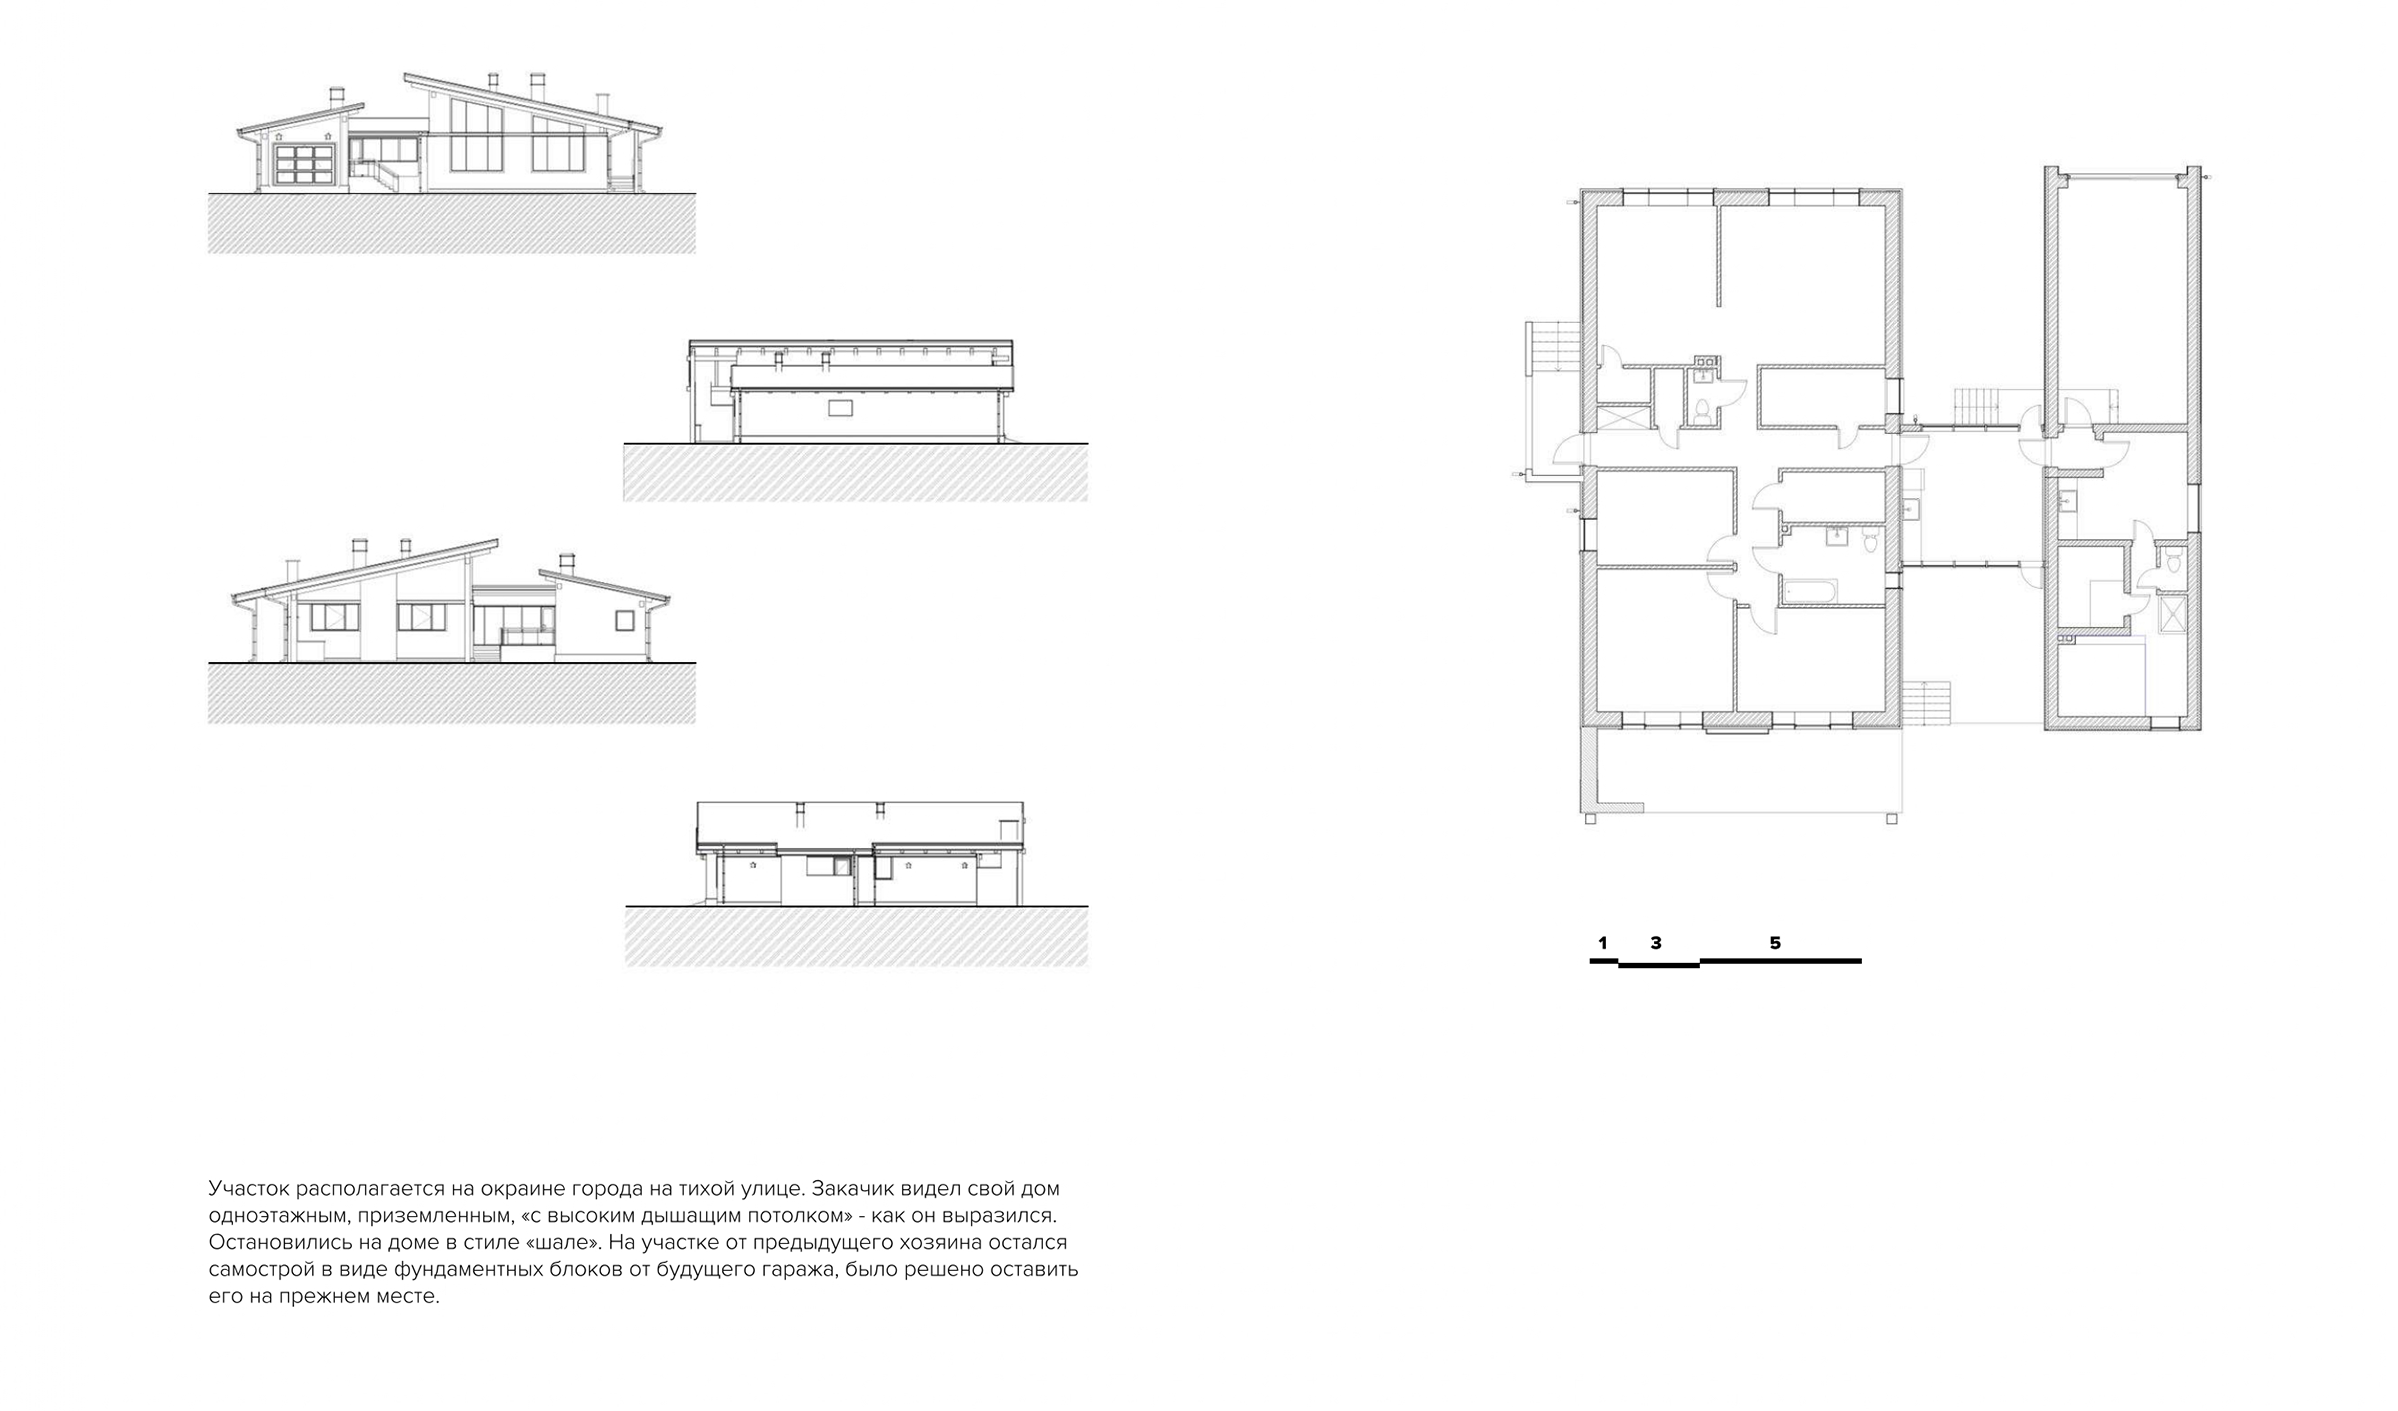 1 3 5
Участок располагается на окраине города на тихой улице. Закачик видел свой дом
одноэтажным, приземленным, «с высоким дышащим потолком» - как он выразился.
Остановились на доме в стиле «шале». На участке от предыдущего хозяина остался
самострой в виде фундаментных блоков от будущего гаража, было решено оставить
его на прежнем месте.